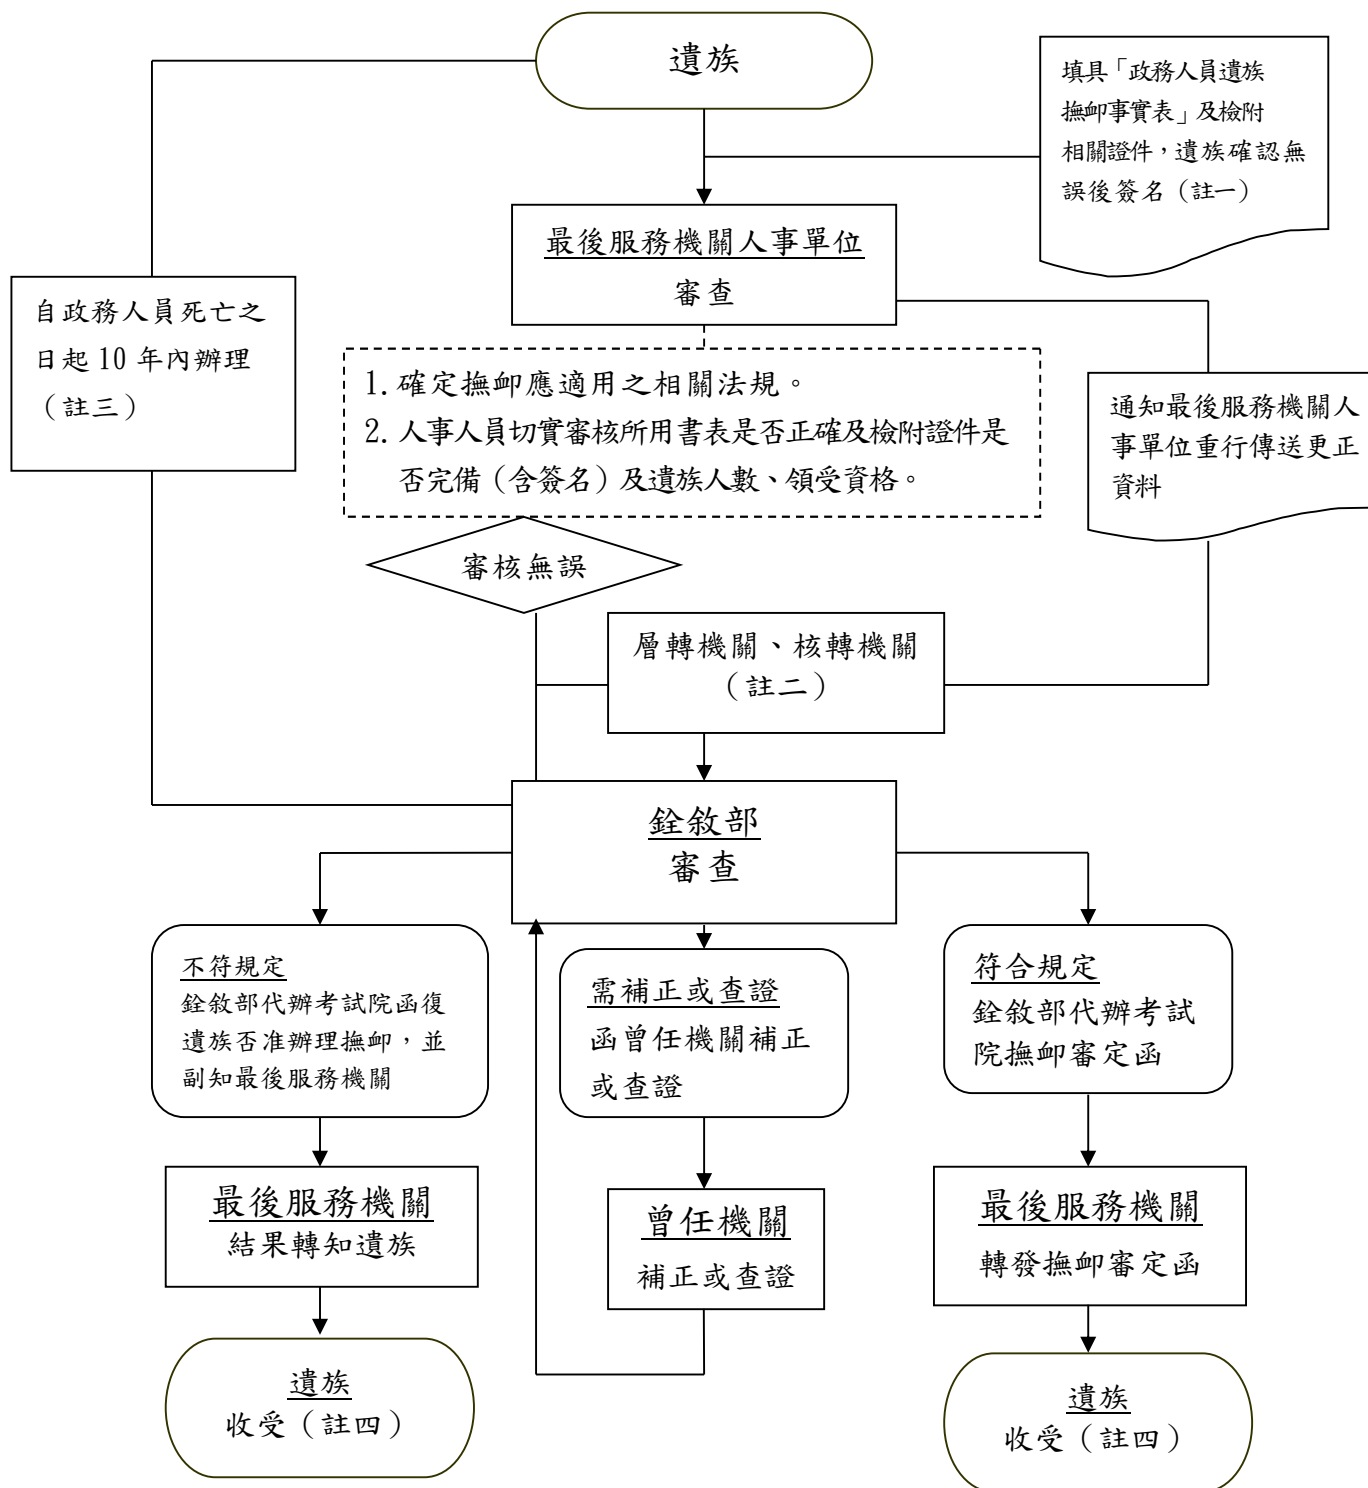 遺族
填具「政務人員遺族
撫卹事實表」及檢附
相關證件，遺族確認無
誤後簽名（註一）
最後服務機關人事單位
審查
自政務人員死亡之
日起 10 年內辦理
（註三）
1. 確定撫卹應適用之相關法規。
2. 人事人員切實審核所用書表是否正確及檢附證件是
否完備（含簽名）及遺族人數、領受資格。
通知最後服務機關人
事單位重行傳送更正
資料
審核無誤
層轉機關、核轉機關
（註二）
銓敘部
審查
不符規定
銓敘部代辦考試院函復
遺族否准辦理撫卹，並
副知最後服務機關
需補正或查證
函曾任機關補正
或查證
符合規定
銓敘部代辦考試
院撫卹審定函
最後服務機關
結果轉知遺族
曾任機關
補正或查證
最後服務機關
轉發撫卹審定函
遺族
收受（註四）
遺族
收受（註四）